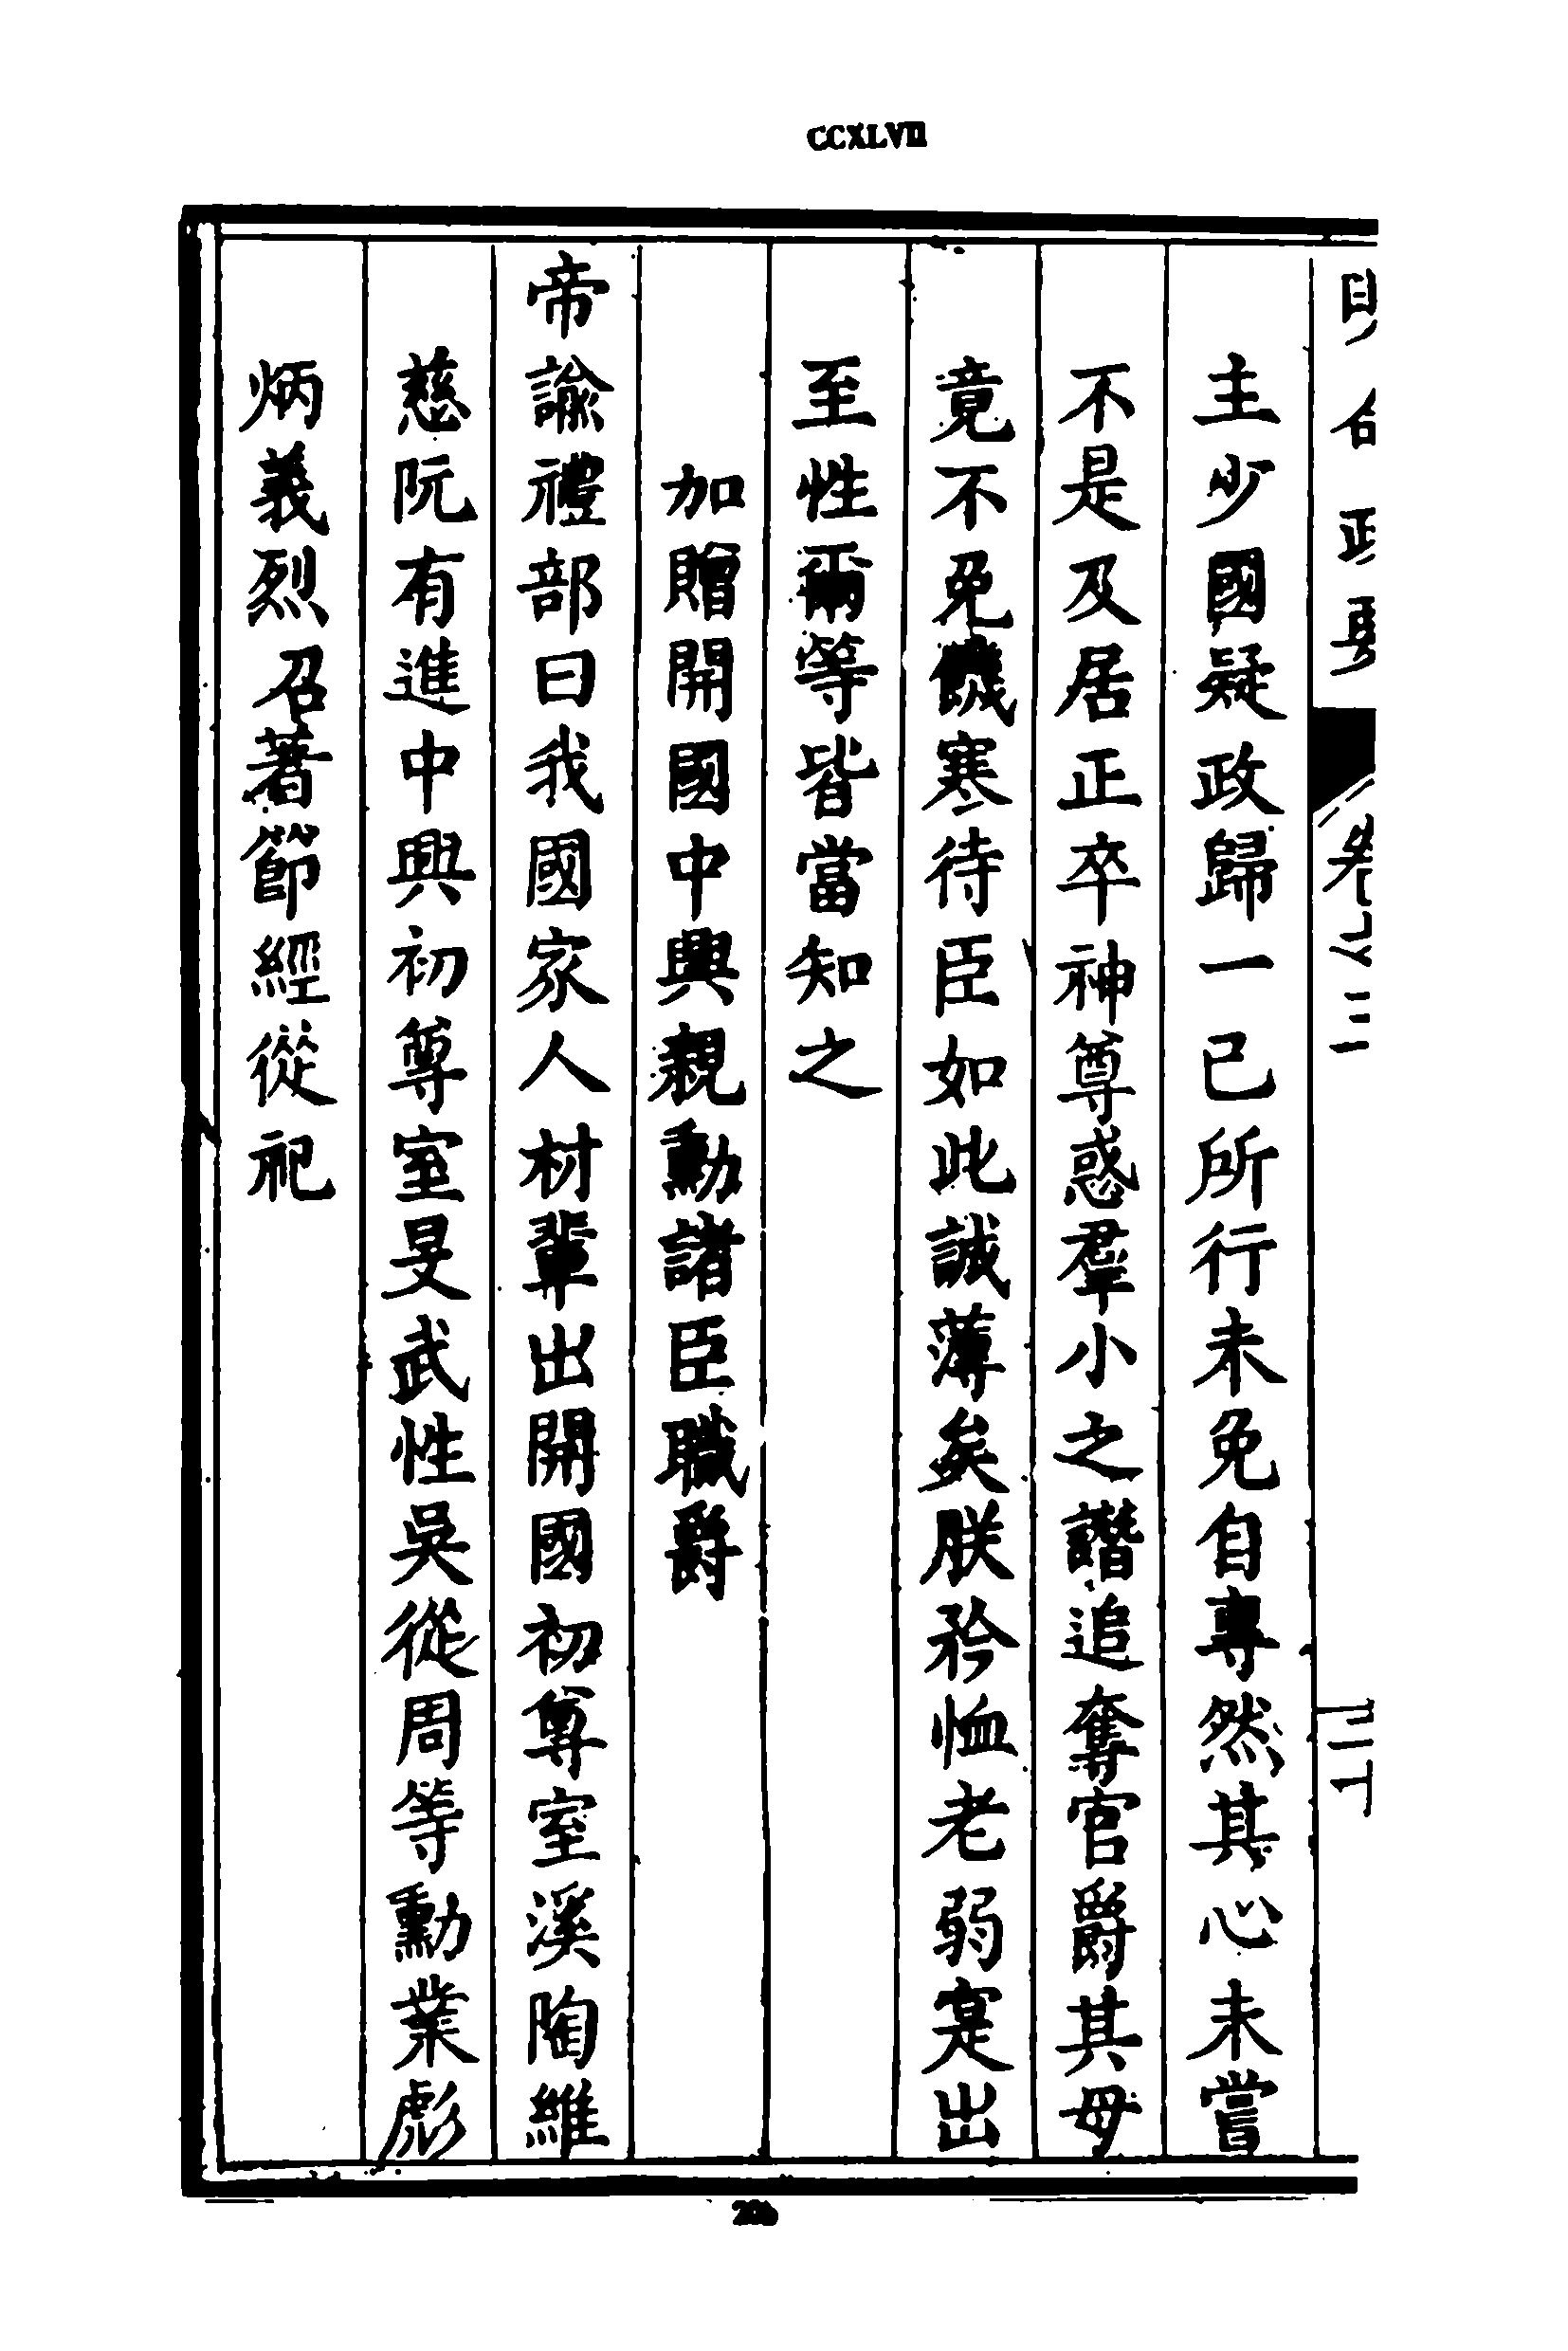 CCXLVII
明命政要 卷之三 二十
主少國疑政歸一已所行未免自專然其心未嘗
不是及居正卒神尊惑羣小之譖追奪官爵其母
竟不免饑寒待臣如此誠薄矣朕矜恤老弱寔出
至性爾等皆當知之
加贈開國中興親勳諸臣職爵
帝諭禮部曰我國家人材輩出開國初尊室溪陶維
慈阮有進中興初尊室旻武性吳從周等勳業彪
炳義烈召著節經從祀
20b